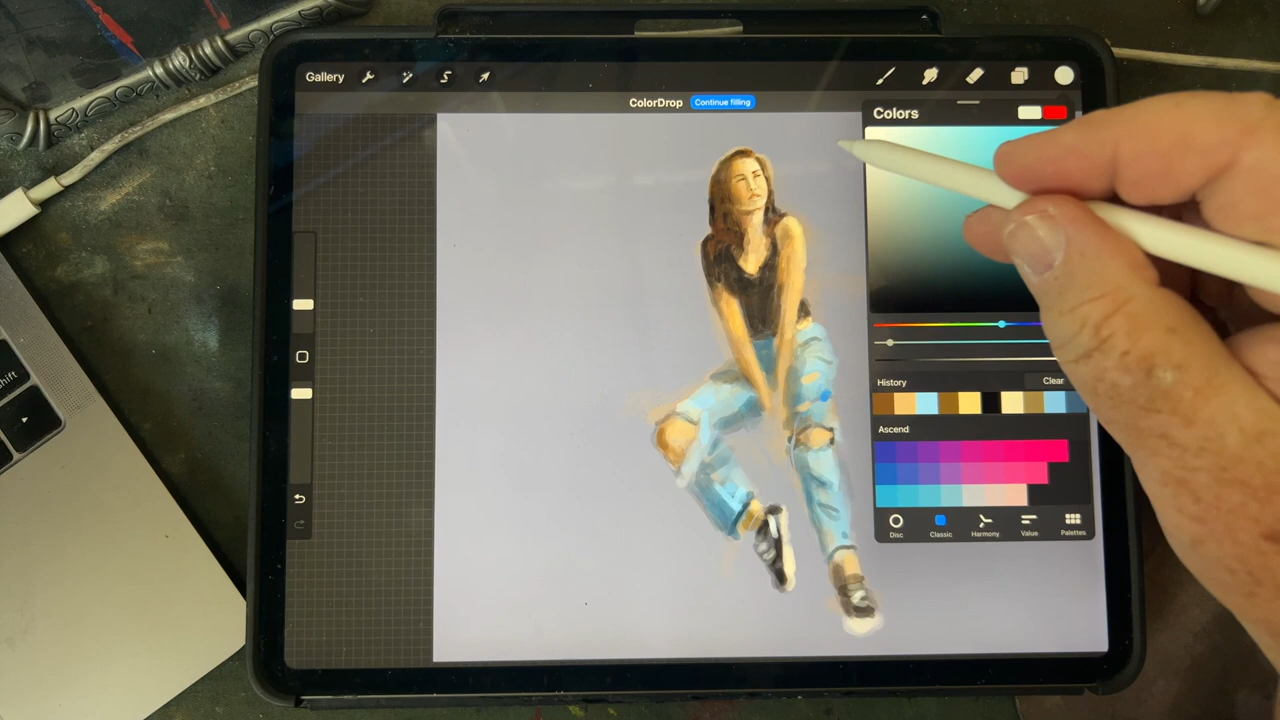 Gallery
ColorDrop Continue filling
Colors
History Clear
Ascend
Disc Classic Harmony Value Palettes
shift